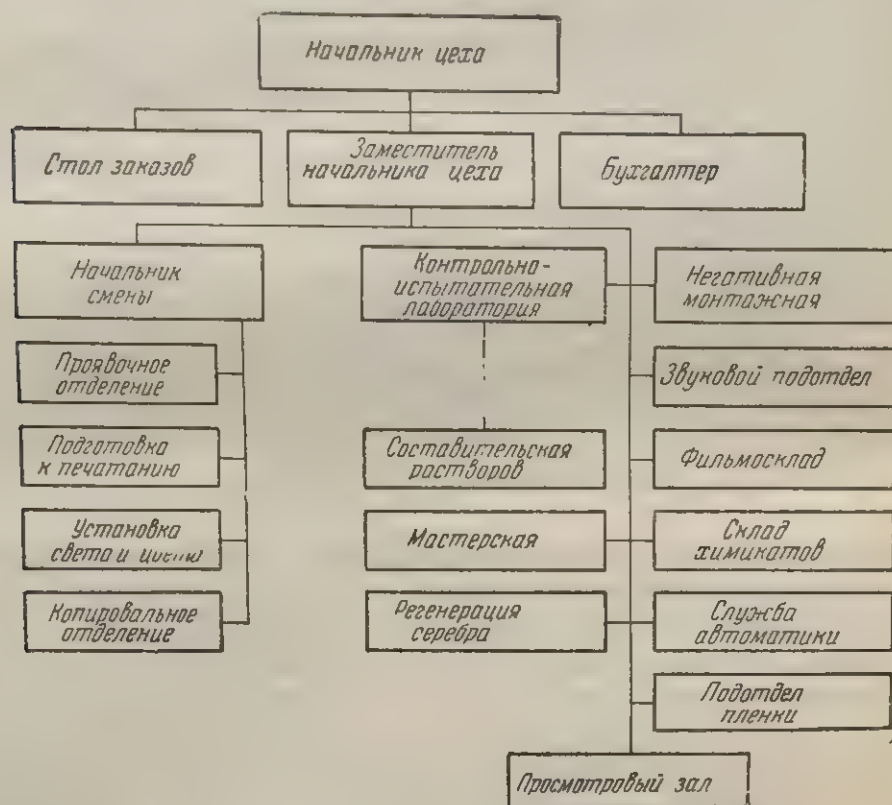 Начальник цеха
Стол заказов
Заместитель
начальника цеха
Бухгалтер
Начальник
смены
Контрольно-
испытательная
лаборатория
Негативная
монтажная
Проявочное
отделение
Звуковой подотдел
Подготовка
к печатанию
Составительская
растворов
Фильмосклад
Установка
света и
Мастерская
Склад
химикатов
Копировальное
отделение
Регенерация
серебра
Служба
автоматики
Подотдел
пленки
Просмотровый зал